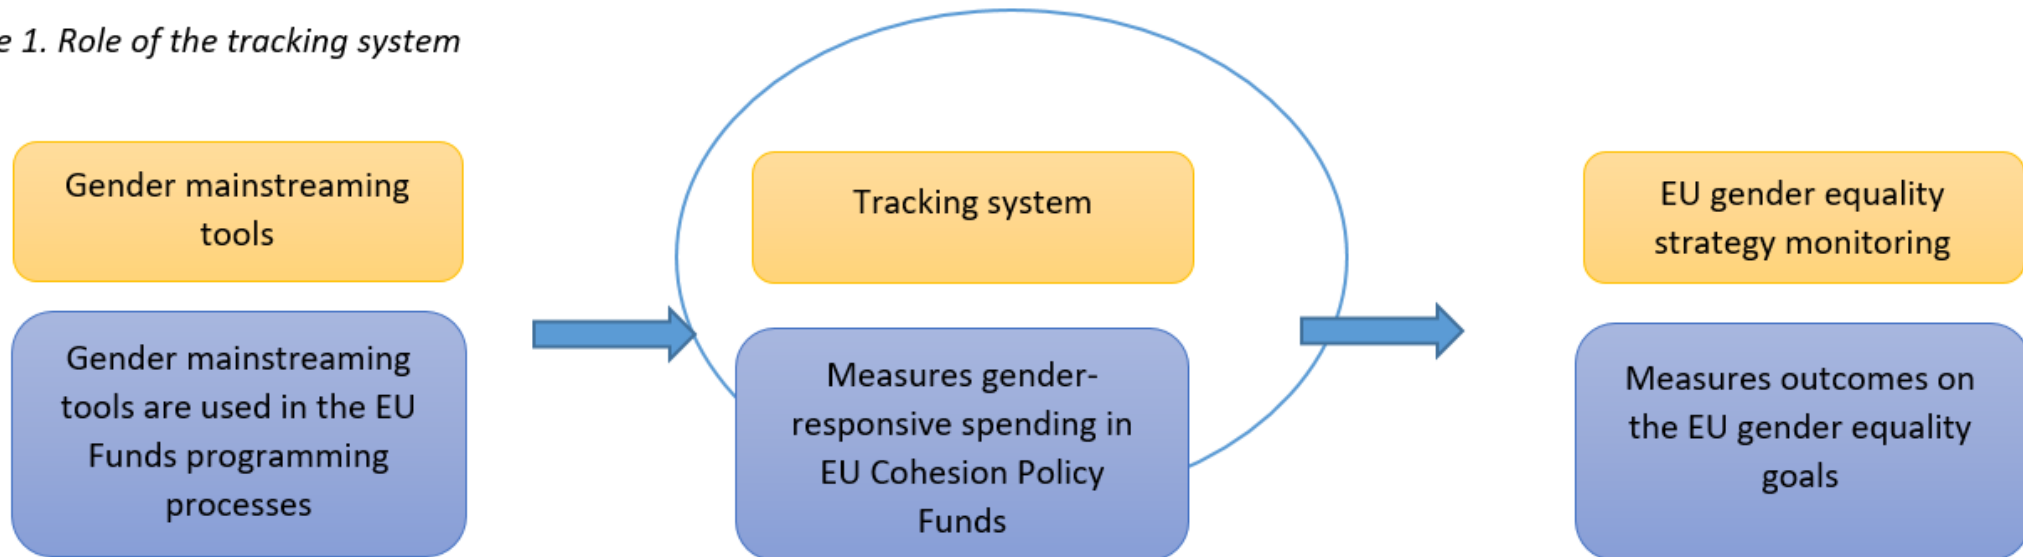 e 1. Role of the tracking system
Gender mainstreaming
tools
Gender mainstreaming
tools are used in the EU
Funds programming
processes
Tracking system
Measures gender-
responsive spending in
EU Cohesion Policy
Funds
EU gender equality
strategy monitoring
Measures outcomes on
the EU gender equality
goals